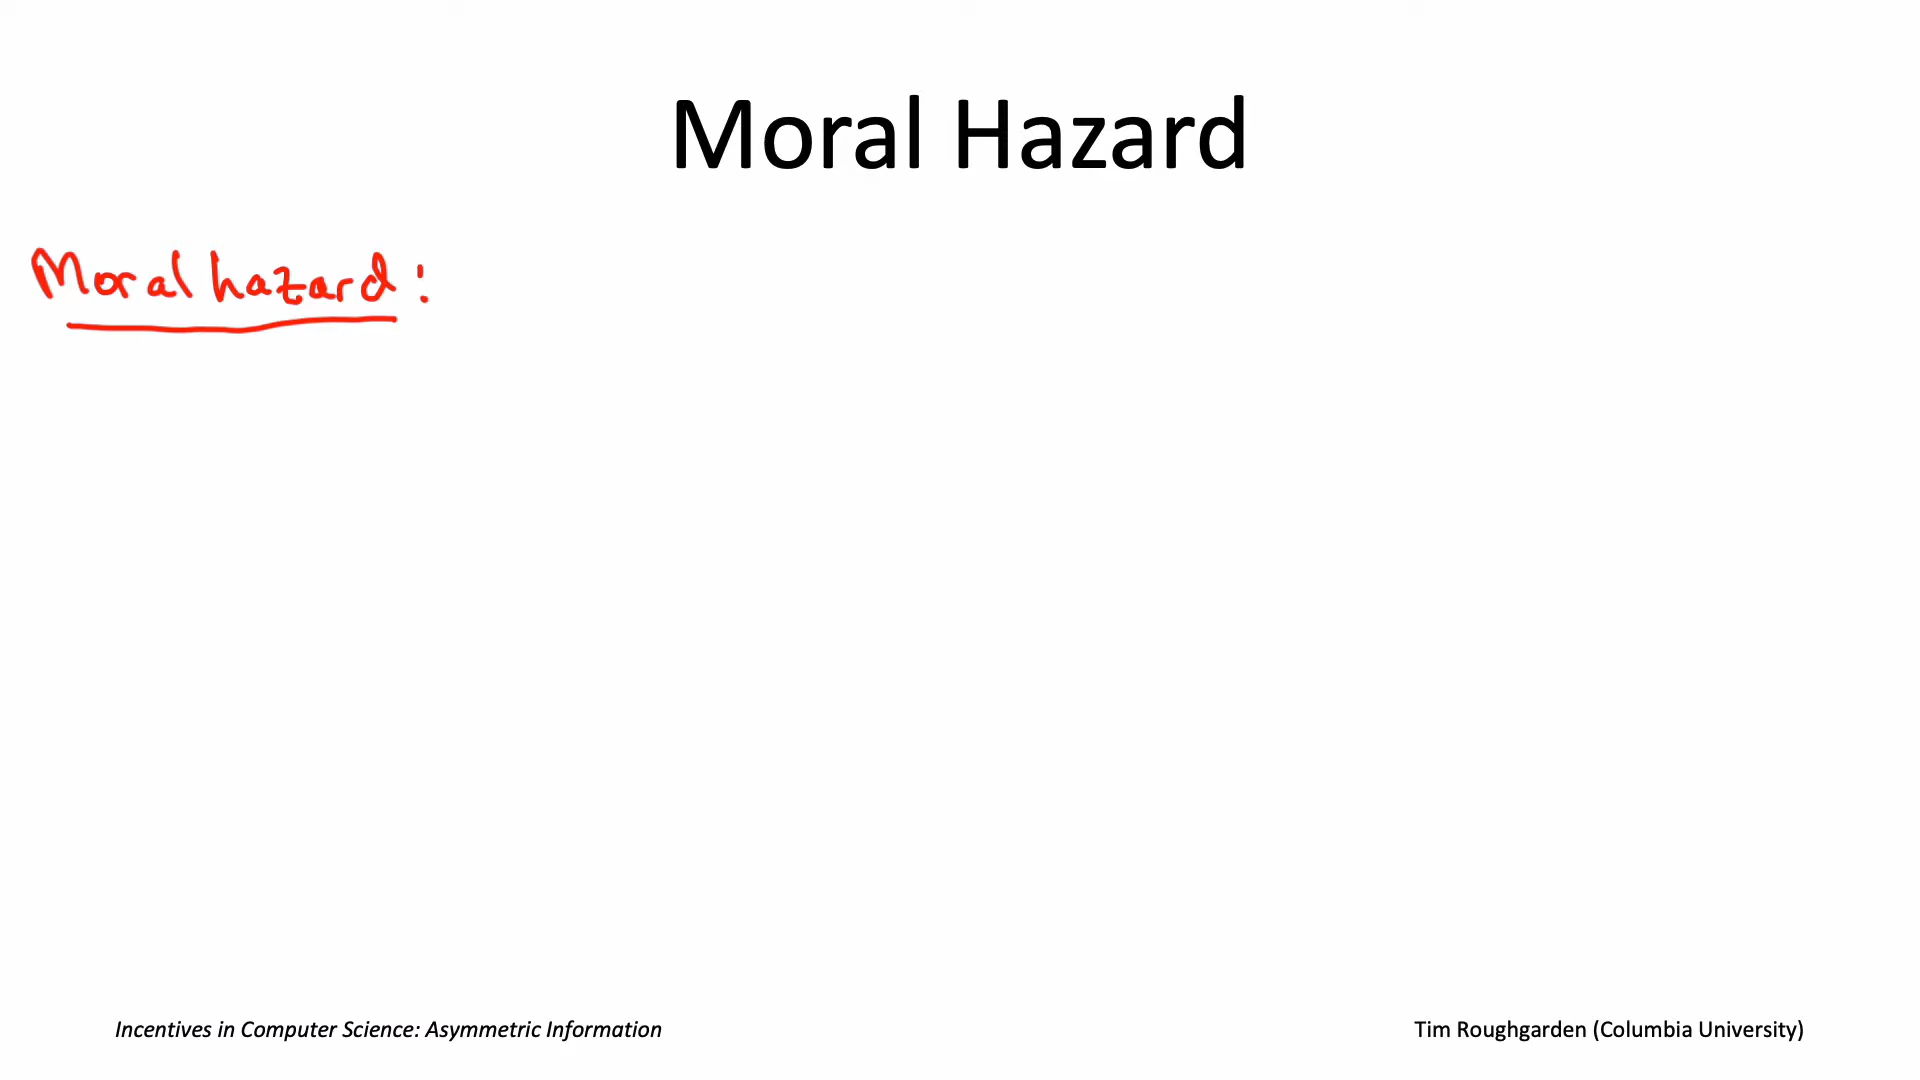 Moral Hazard
Moral hazard:
Incentives in Computer Science: Asymmetric Information
Tim Roughgarden (Columbia University)